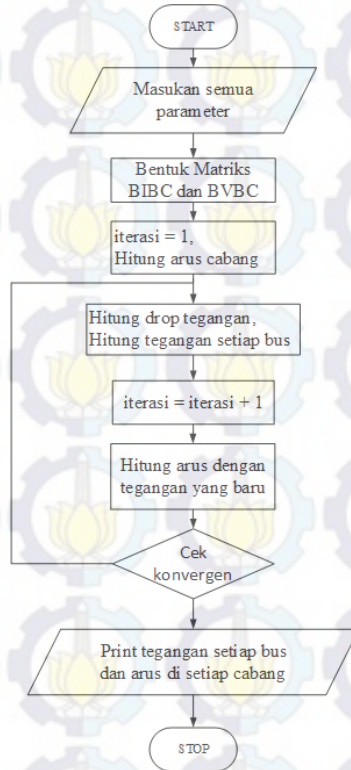 START
Masukan semua
parameter
Bentuk Matriks
BIBC dan BVBC
iterasi = 1,
Hitung arus cabang
Hitung drop tegangan,
Hitung tegangan setiap bus
iterasi = iterasi + 1
Hitung arus dengan
tegangan yang baru
Cek
konvergen
Print tegangan setiap bus
dan arus di setiap cabang
STOP